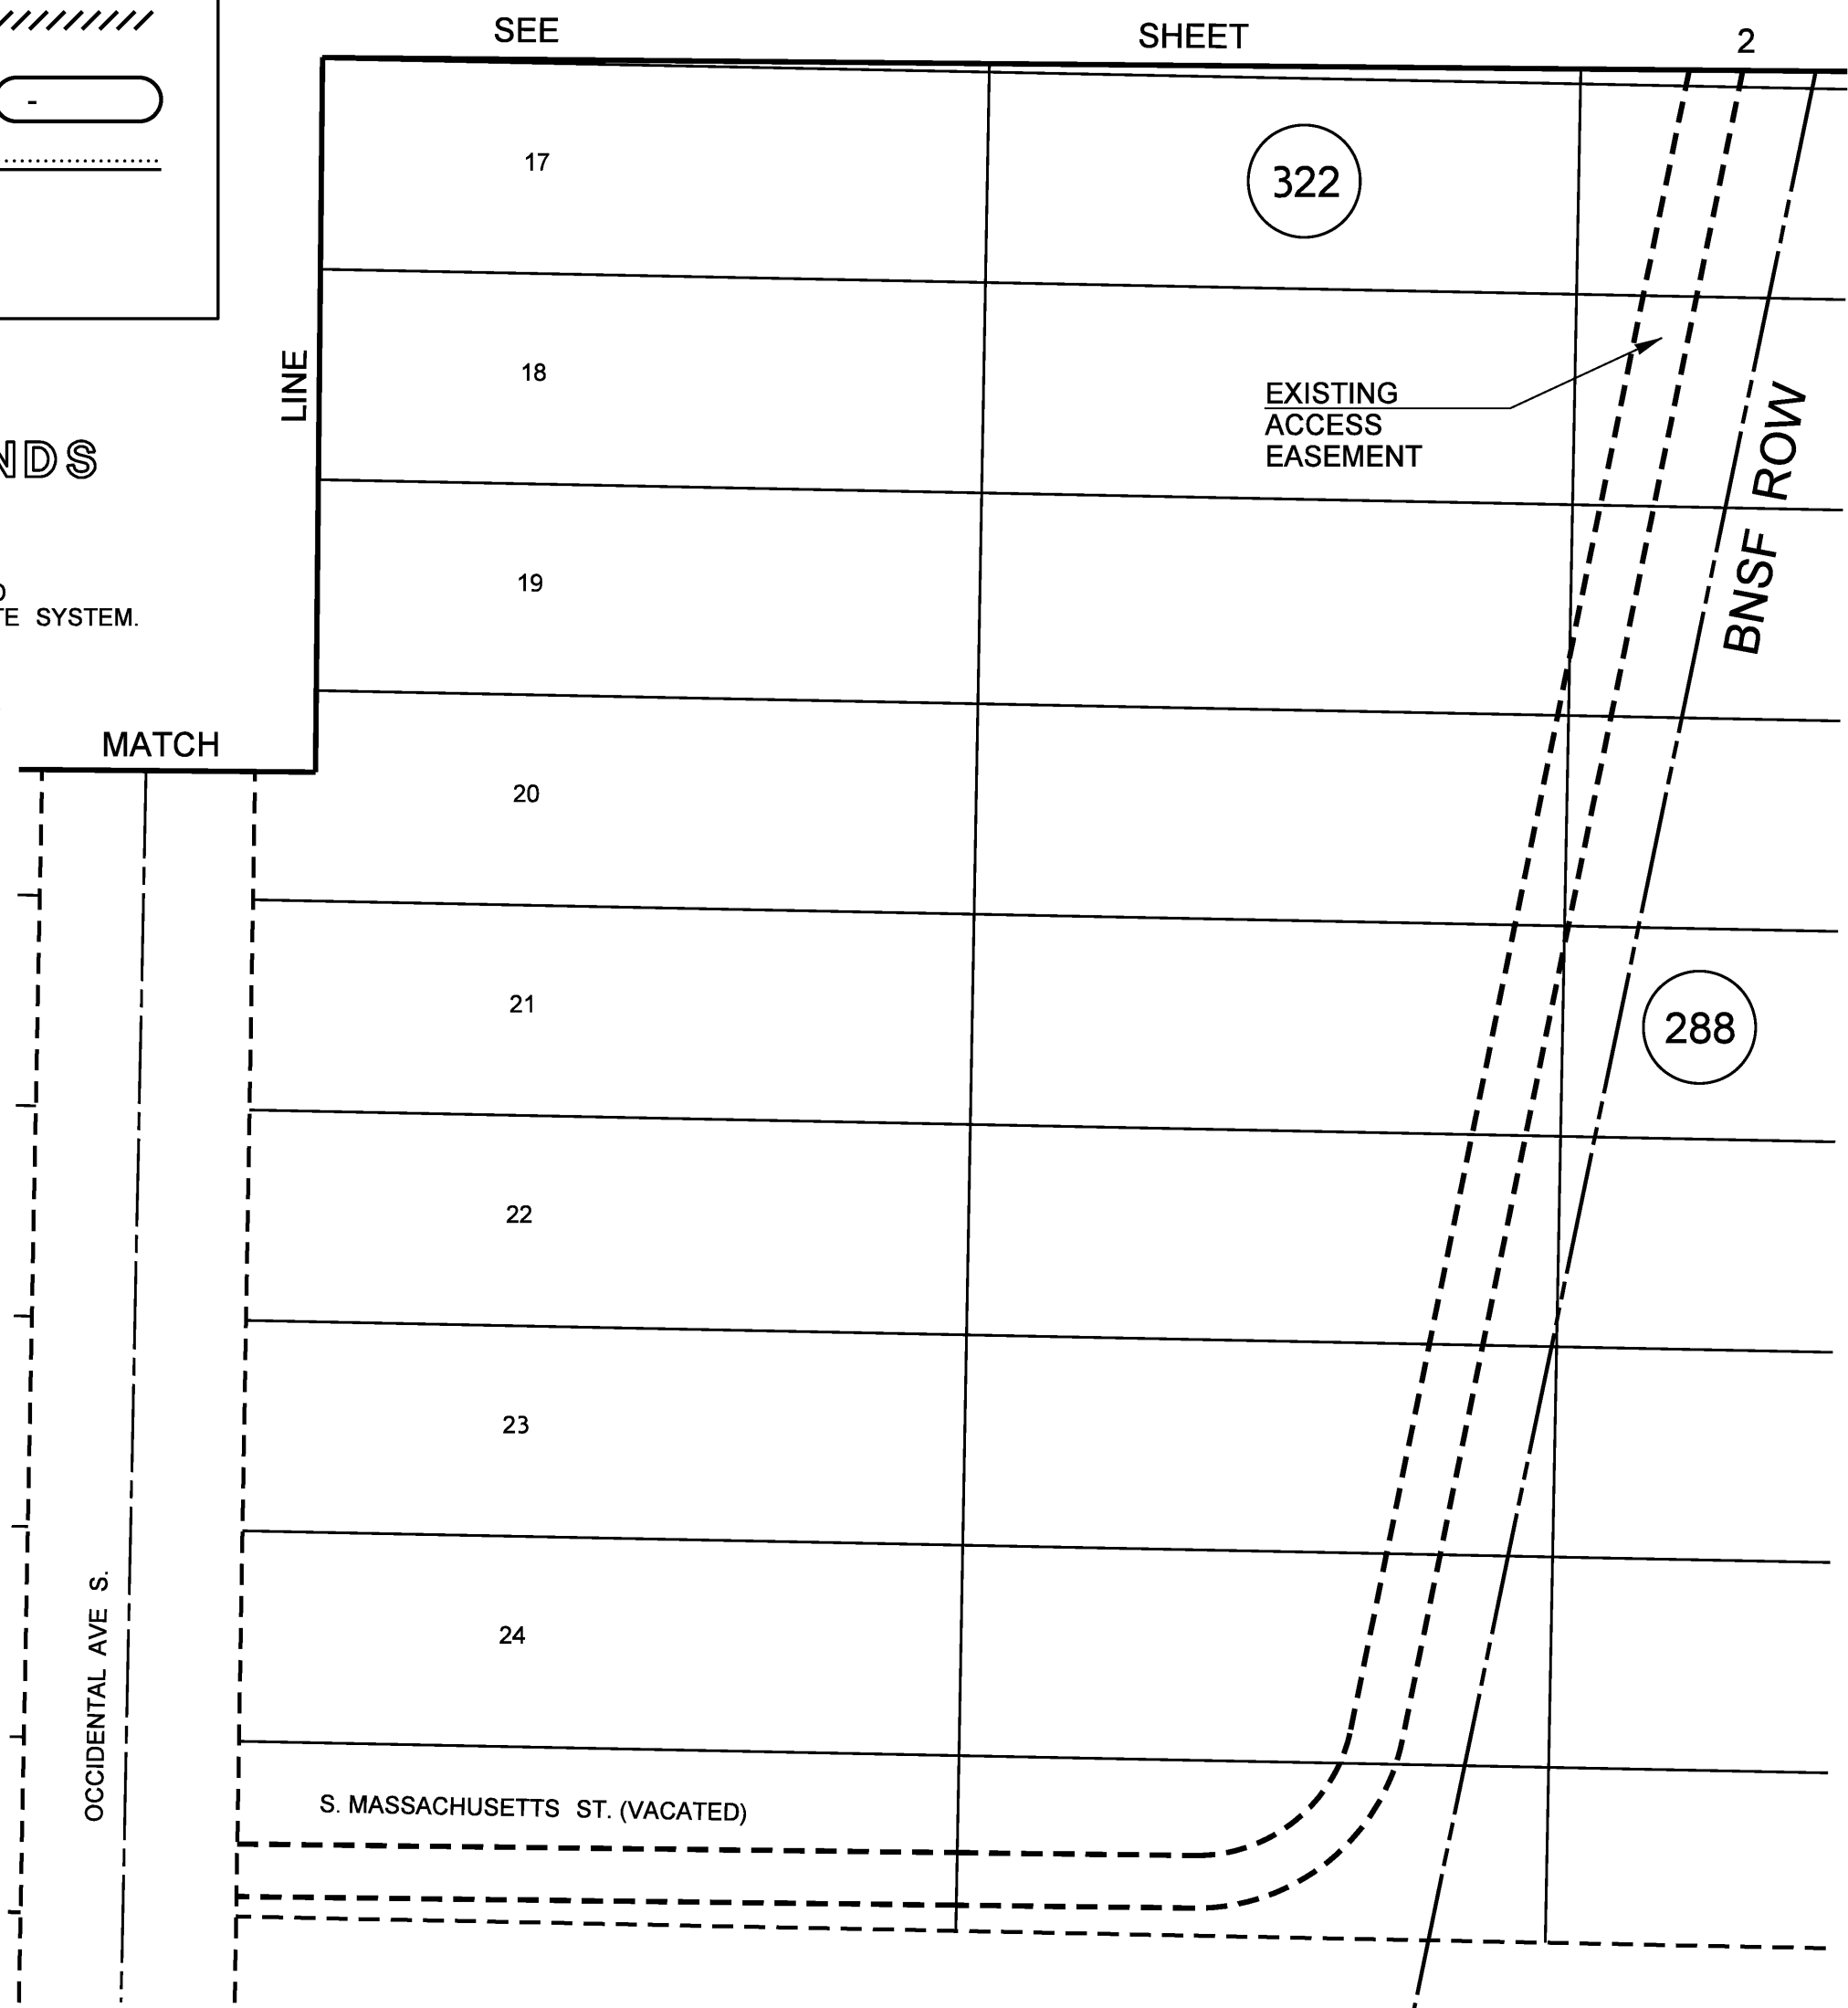 SEE SHEET 2
-
17
322
LINE
18
EXISTING
ACCESS
EASEMENT
BNSF ROW
NDS
19
TE SYSTEM.
MATCH
20
21
288
22
23
24
OCCIDENTAL AVE S.
S. MASSACHUSETTS ST. (VACATED)